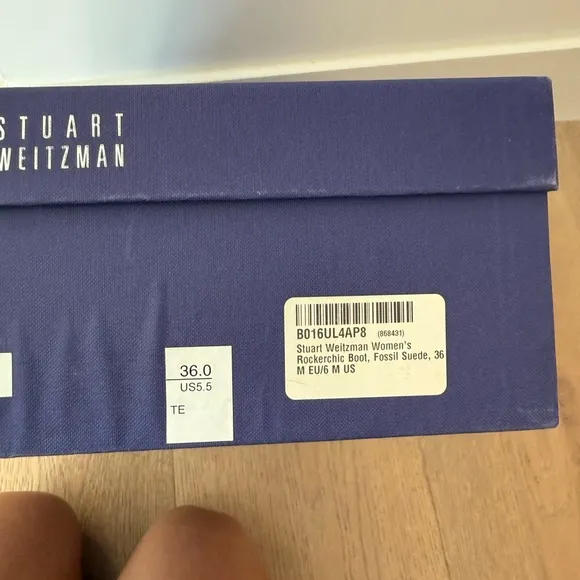 STUART
WEITZMAN
B016UL4AP8 (868431)
Stuart Weitzman Women's
Rockerchic Boot, Fossil Suede, 36
M EU/6 M US
36.0
US5.5
TE